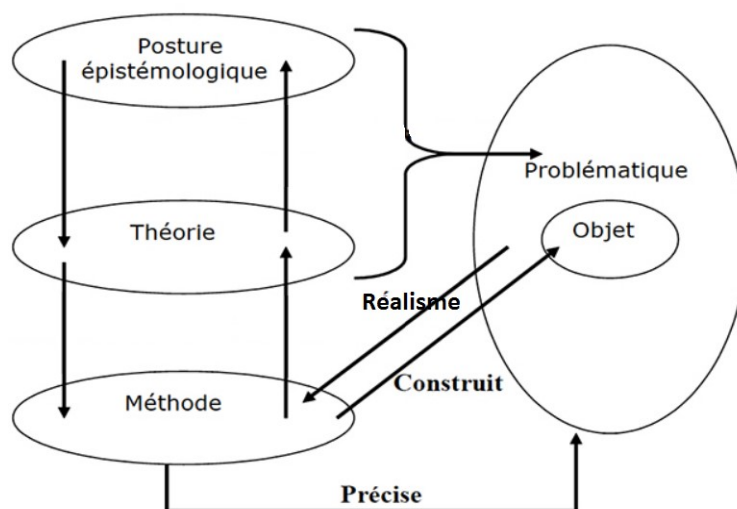 Posture
épistémologique
Problématique
Théorie
Objet
Réalisme
Construit
Méthode
Précise